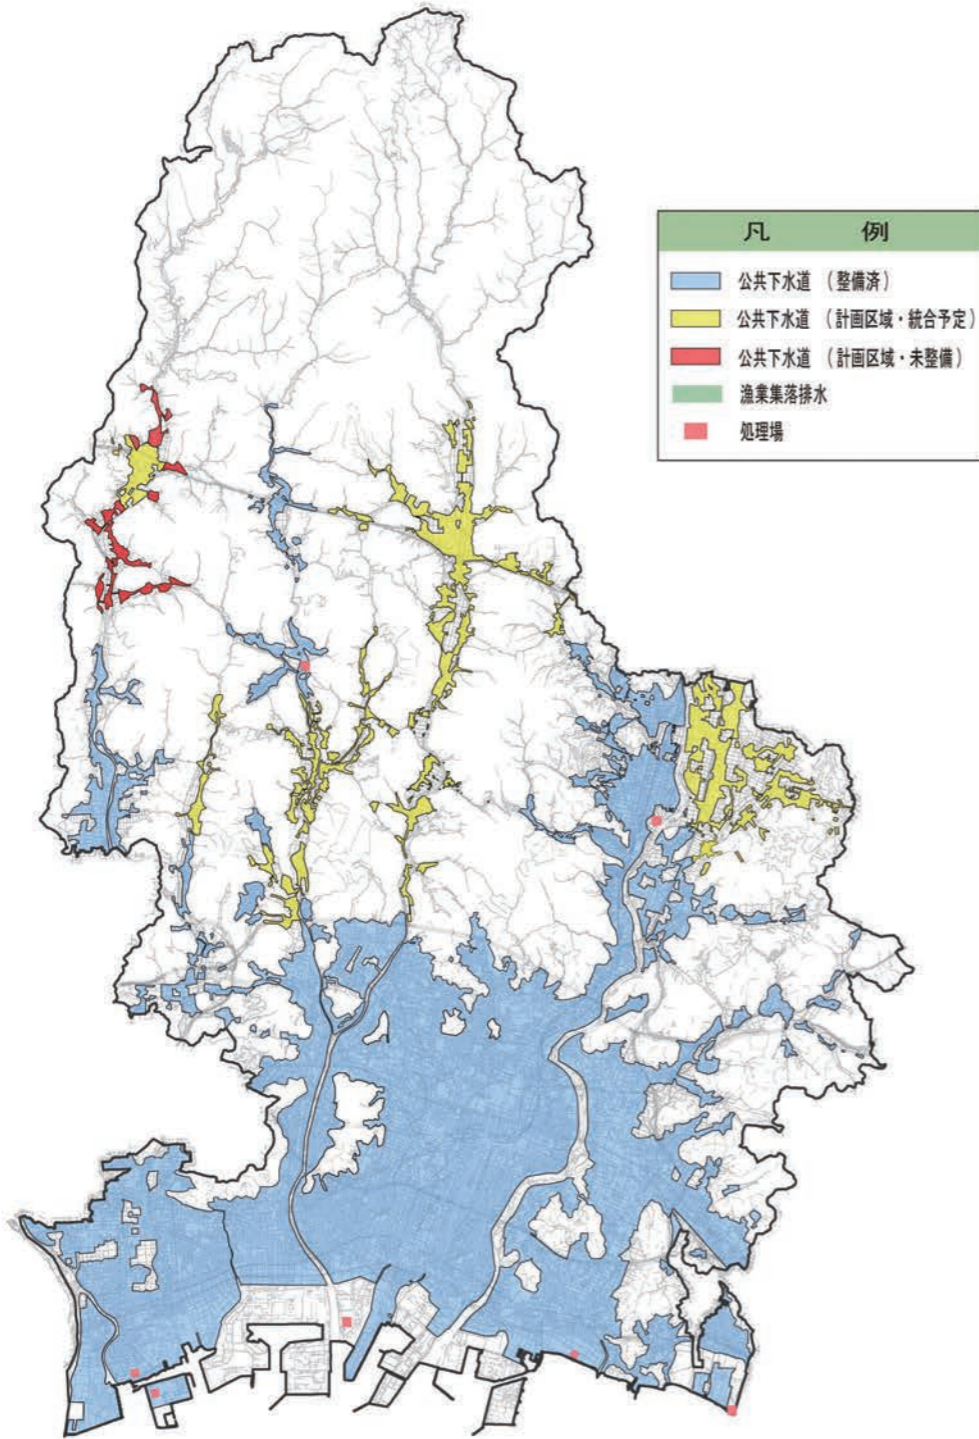 凡 例
公共下水道 (整備済)
公共下水道 (計画区域・統合予定)
公共下水道 (計画区域・未整備)
漁業集落排水
処理場